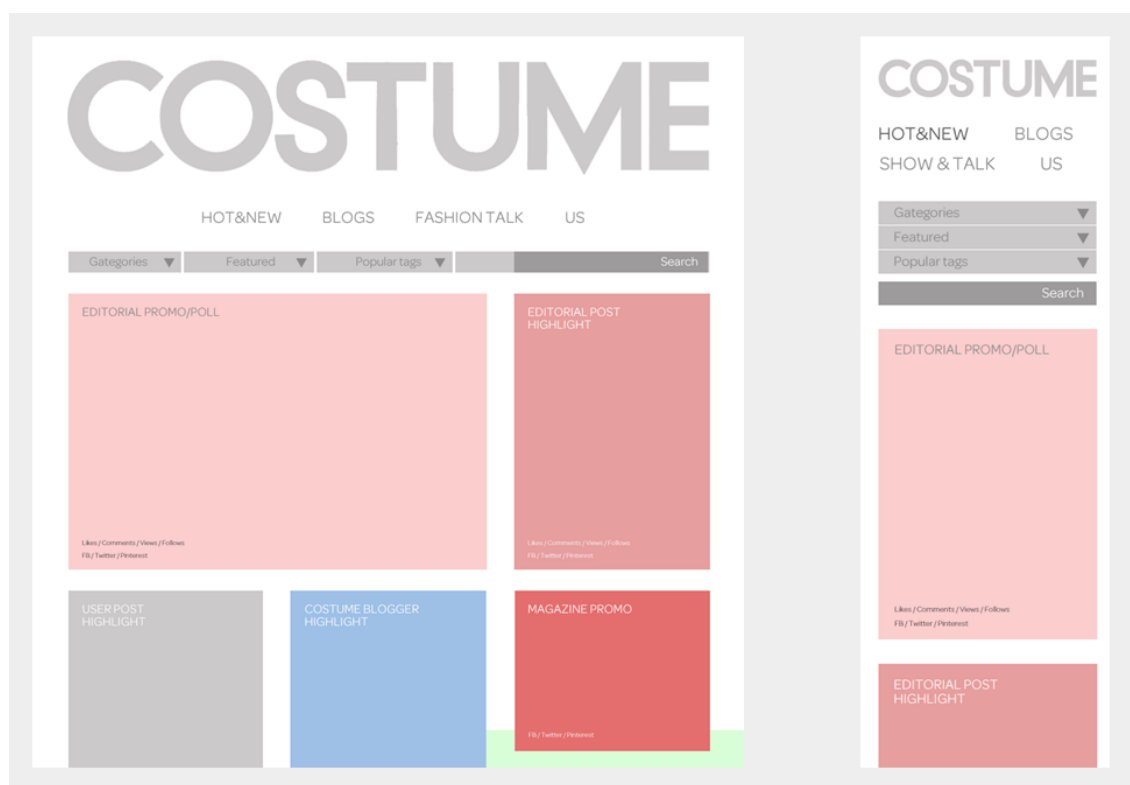 COSTUME
HOT&NEW BLOGS FASHION TALK US
Gategories Featured Popular tags Search
EDITORIAL PROMO/POLL
Likes / Comments / Views / Follows
FB / Twitter / Pinterest
EDITORIAL POST
HIGHLIGHT
Likes / Comments / Views / Follows
FB / Twitter / Pinterest
USER POST
HIGHLIGHT
COSTUME BLOGGER
HIGHLIGHT
MAGAZINE PROMO
FB / Twitter / Pinterest
COSTUME
HOT&NEW BLOGS
SHOW & TALK US
Gategories
Featured
Popular tags
Search
EDITORIAL PROMO/POLL
Likes / Comments / Views / Follows
FB / Twitter / Pinterest
EDITORIAL POST
HIGHLIGHT